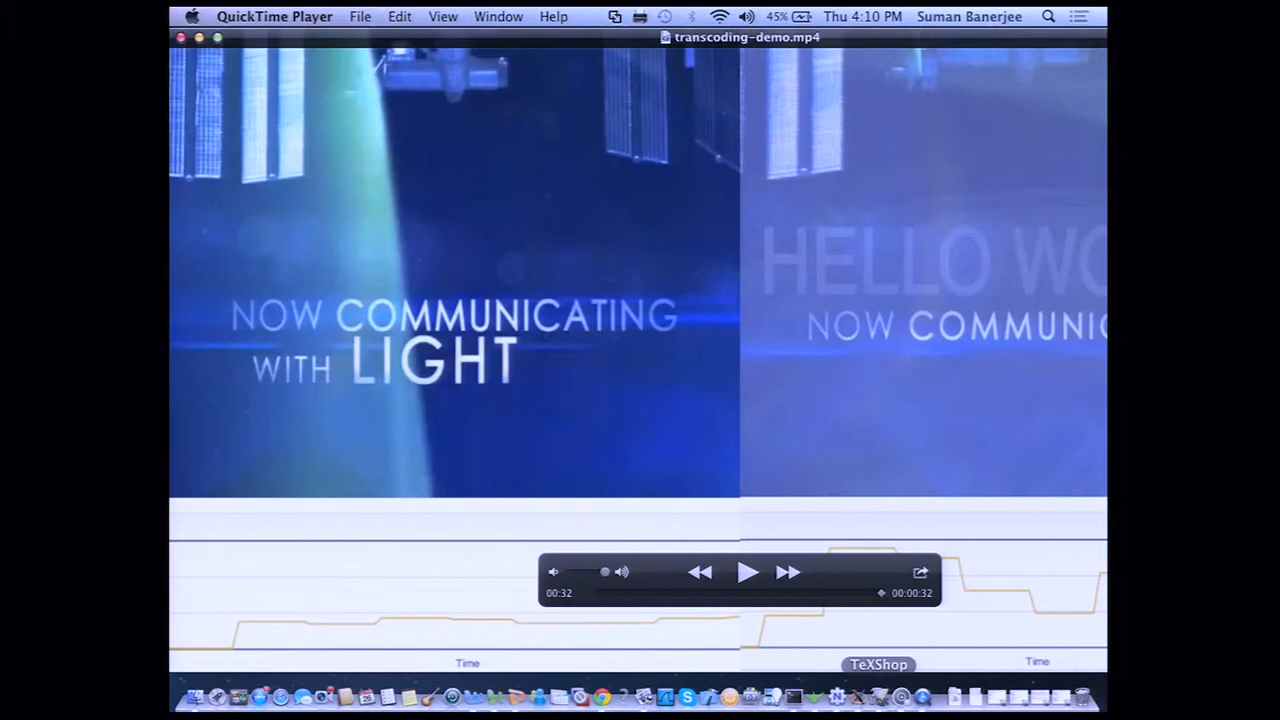 QuickTime Player File Edit View Window Help 45% Thu 4:10 PM Suman Banerjee
transcoding-demo.mp4
NOW COMMUNICATING
WITH LIGHT
HELLO WO
NOW COMMUNIC
00:32 00:00:32
Time
Time
TeXShop